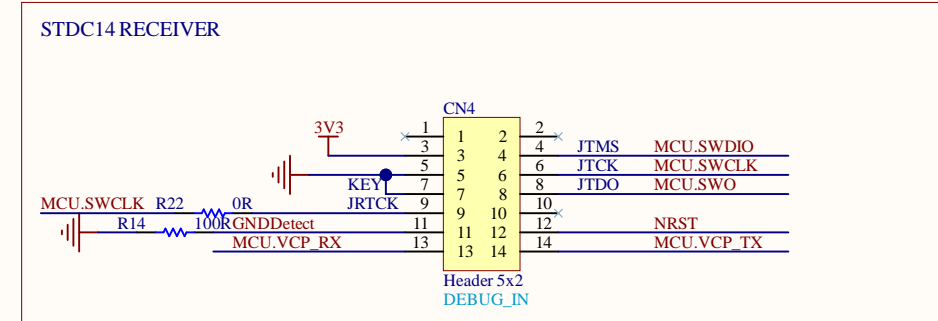 STDC14 RECEIVER
CN4
3V3
1 1 2 2
3 3 4 4 JTMS MCU.SWDIO
5 5 6 6 JTCK MCU.SWCLK
KEY 7 7 8 8 JTDO MCU.SWO
MCU.SWCLK R22 0R JRTCK 9 9 10 10
R14 100R GNDDetect 11 11 12 12 NRST
MCU.VCP_RX 13 13 14 14 MCU.VCP_TX
Header 5x2
DEBUG_IN